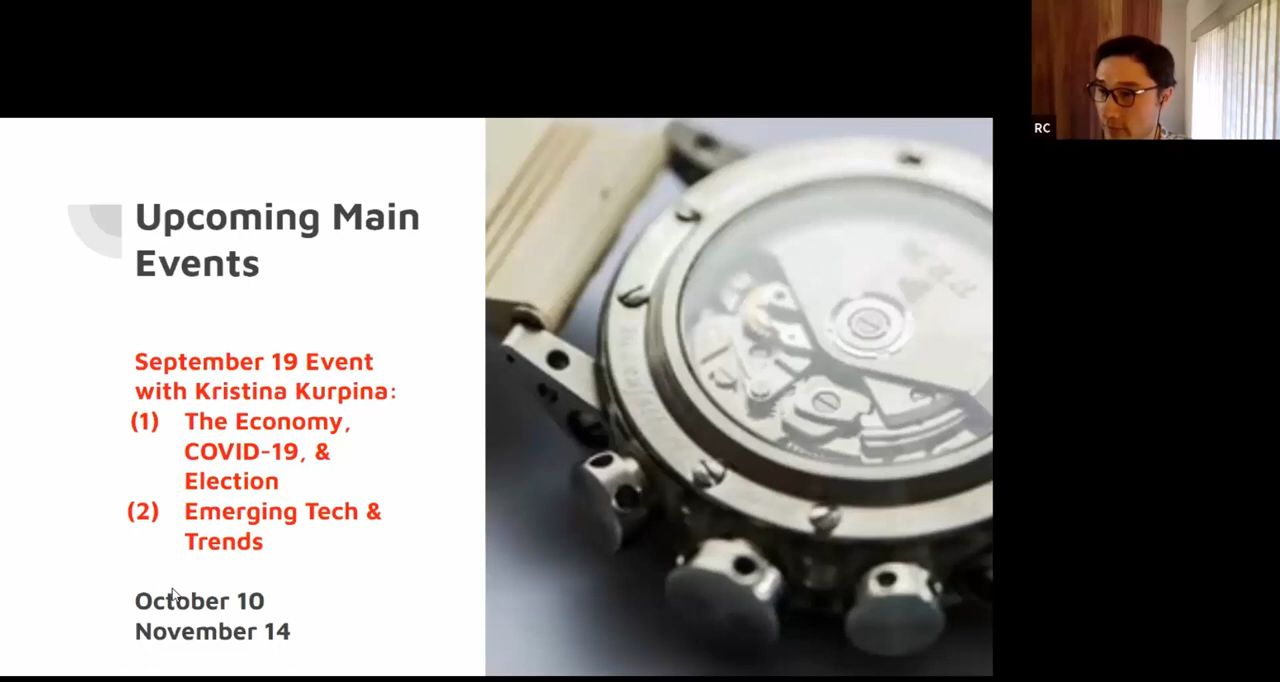 RC
Upcoming Main
Events
September 19 Event
with Kristina Kurpina:
(1) The Economy,
COVID-19, &
Election
(2) Emerging Tech &
Trends
October 10
November 14